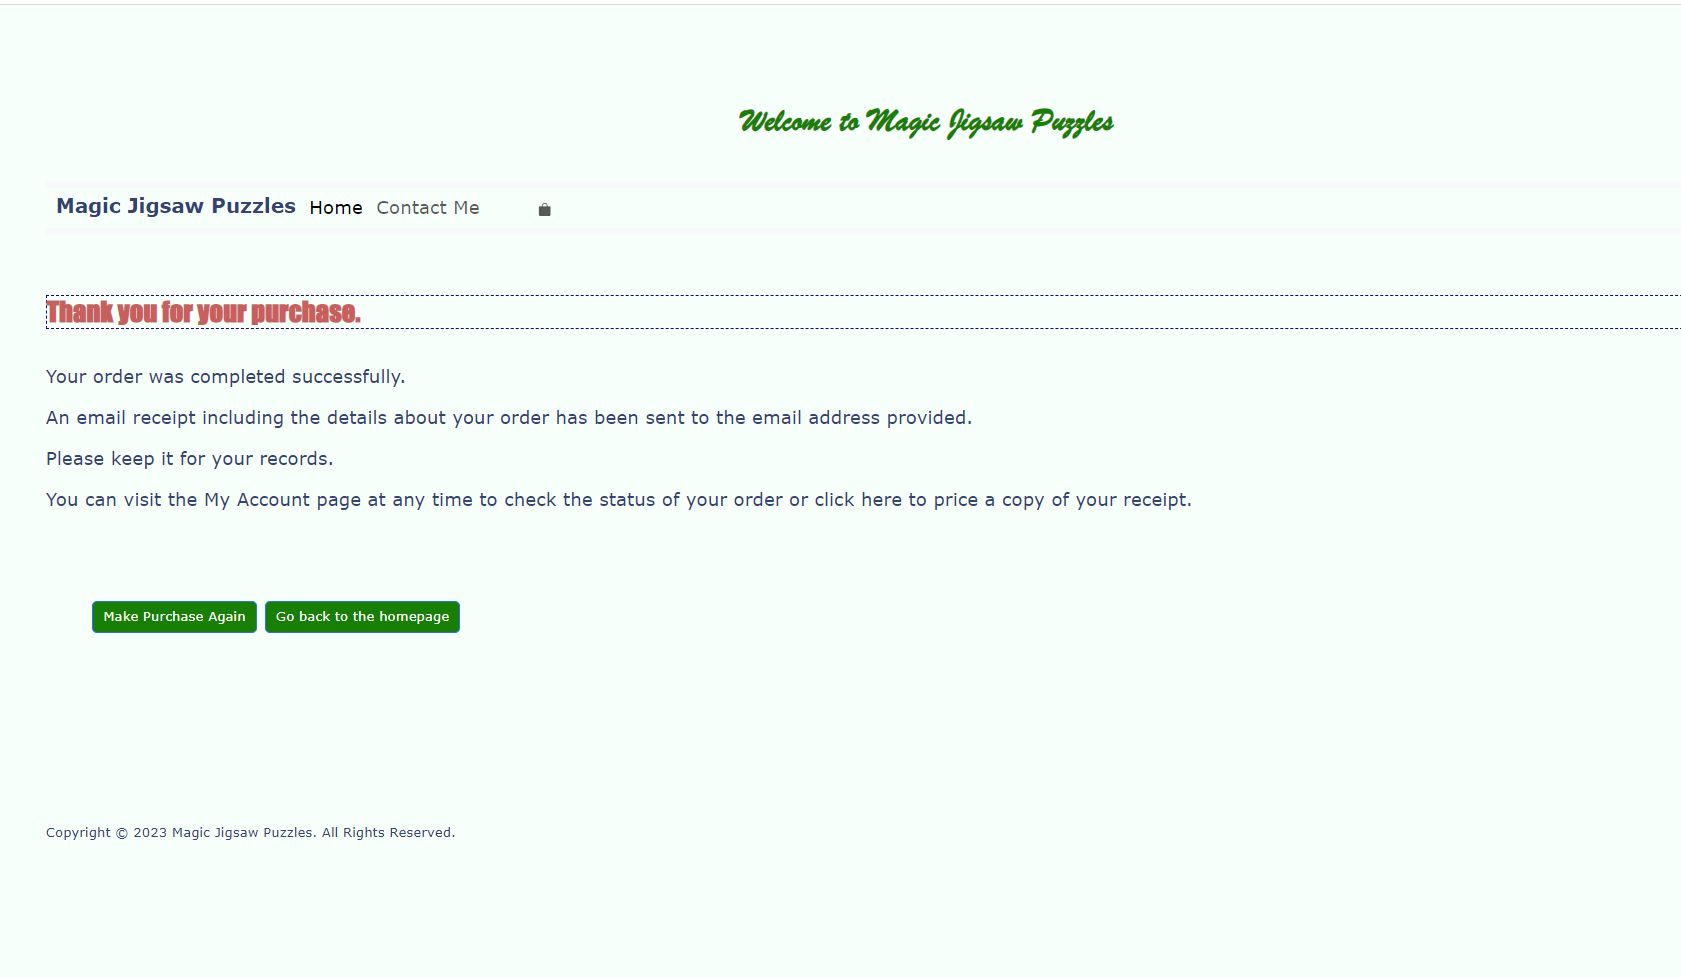 Welcome to Magic Jigsaw Puzzles
Magic Jigsaw Puzzles Home Contact Me
Thank you for your purchase.
Your order was completed successfully.
An email receipt including the details about your order has been sent to the email address provided.
Please keep it for your records.
You can visit the My Account page at any time to check the status of your order or click here to price a copy of your receipt.
Make Purchase Again Go back to the homepage
Copyright © 2023 Magic Jigsaw Puzzles. All Rights Reserved.